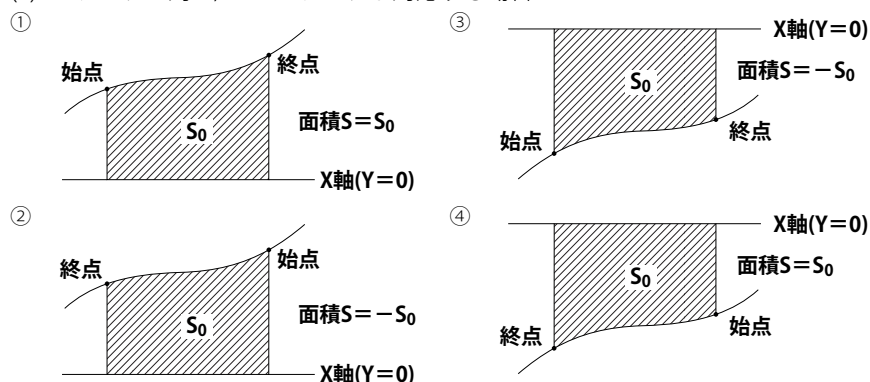 ①
始点
終点
S₀
面積S＝S₀
X軸(Y＝0)
②
終点
始点
S₀
面積S＝－S₀
X軸(Y＝0)
③
X軸(Y＝0)
S₀
面積S＝－S₀
始点
終点
④
X軸(Y＝0)
S₀
面積S＝S₀
終点
始点